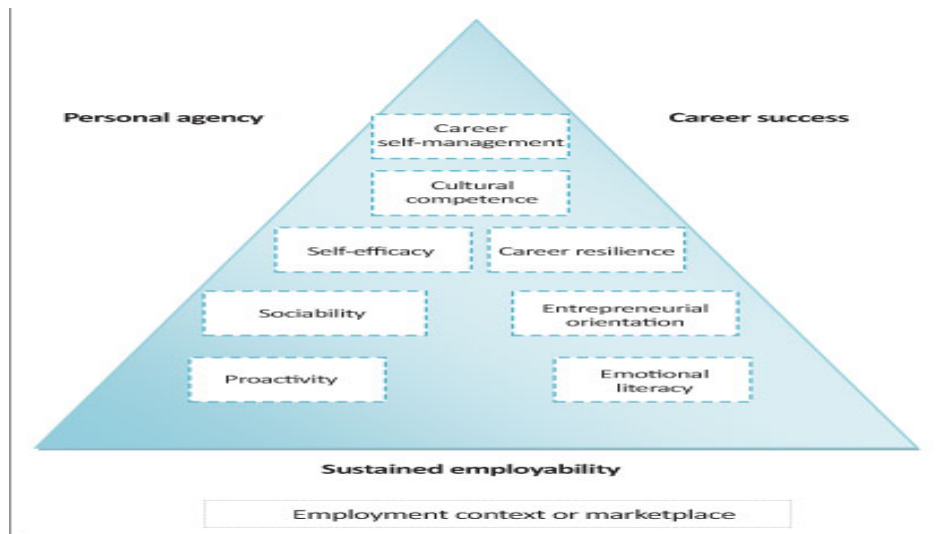 Personal agency
Career success
Career
self-management
Cultural
competence
Self-efficacy
Career resilience
Sociability
Entrepreneurial
orientation
Proactivity
Emotional
literacy
Sustained employability
Employment context or marketplace